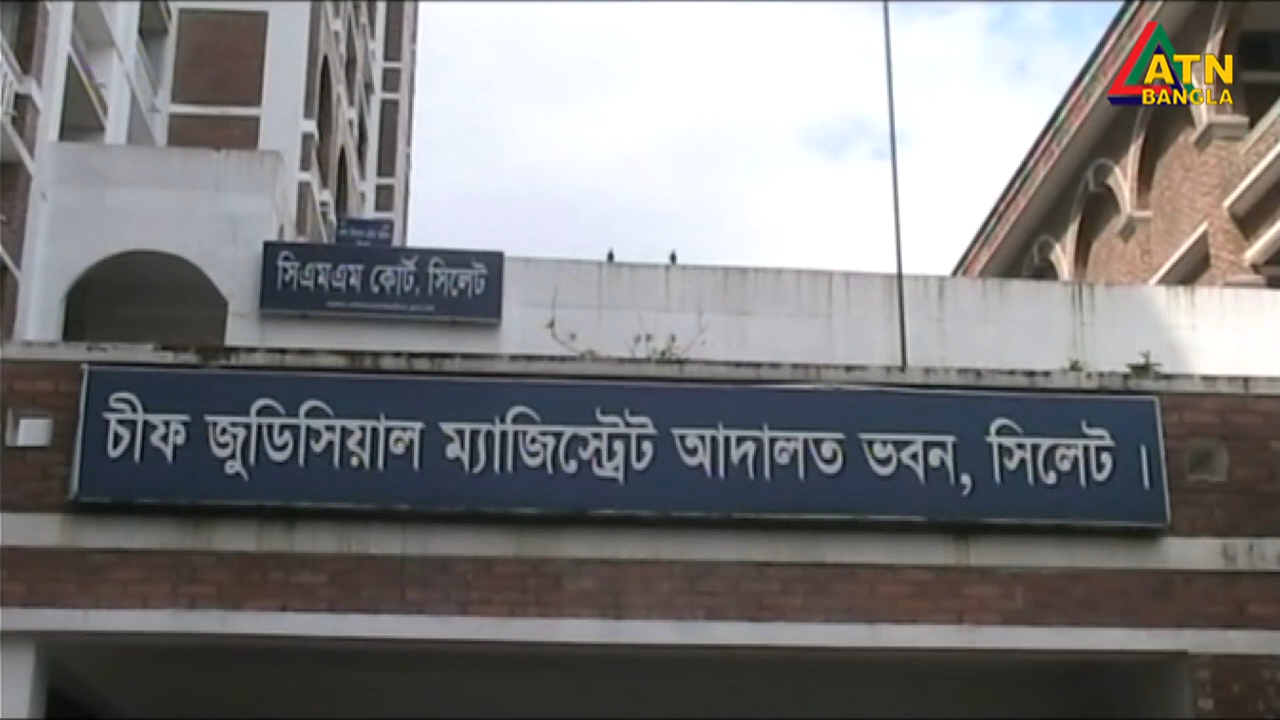 ATN
BANGLA
সিএমএম কোর্ট, সিলেট
চীফ জুডিসিয়াল ম্যাজিস্ট্রেট আদালত ভবন, সিলেট ।